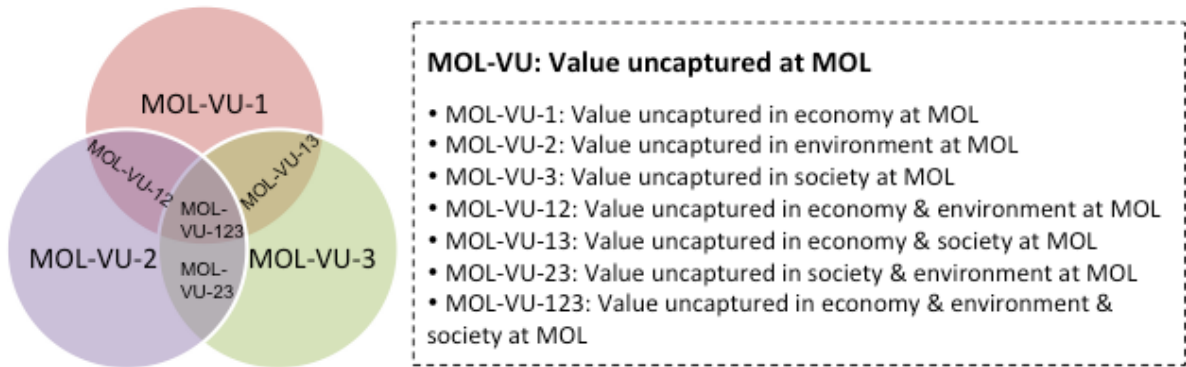 MOL-VU-1
MOL-VU-12
MOL-VU-13
MOL-
VU-123
MOL-VU-2
MOL-
VU-23
MOL-VU-3
MOL-VU: Value uncaptured at MOL
• MOL-VU-1: Value uncaptured in economy at MOL
• MOL-VU-2: Value uncaptured in environment at MOL
• MOL-VU-3: Value uncaptured in society at MOL
• MOL-VU-12: Value uncaptured in economy & environment at MOL
• MOL-VU-13: Value uncaptured in economy & society at MOL
• MOL-VU-23: Value uncaptured in society & environment at MOL
• MOL-VU-123: Value uncaptured in economy & environment &
society at MOL